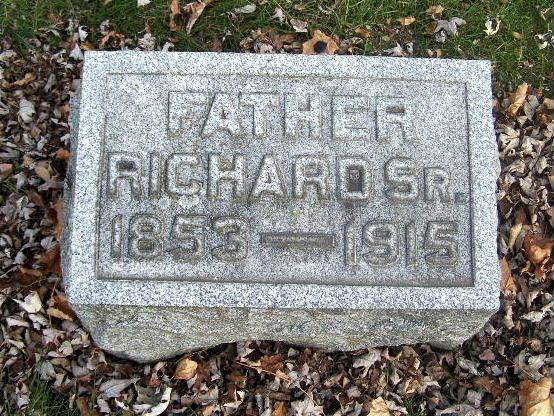 FATHER
RICHARD SR.
1853 — 1915